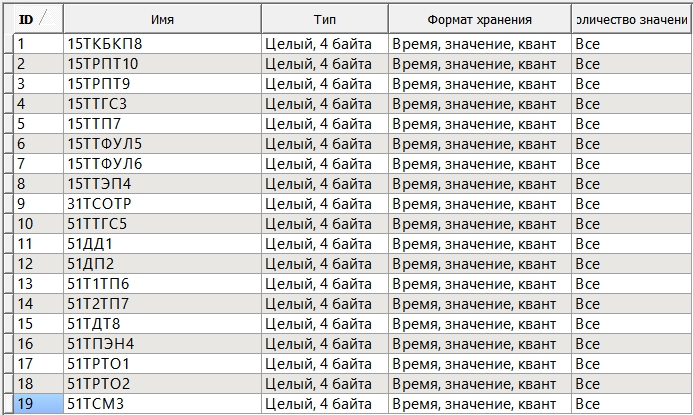 ID Имя Тип Формат хранения оличество значени
1 15ТКБКП8 Целый, 4 байта Время, значение, квант Все
2 15ТРПТ10 Целый, 4 байта Время, значение, квант Все
3 15ТРПТ9 Целый, 4 байта Время, значение, квант Все
4 15ТТГС3 Целый, 4 байта Время, значение, квант Все
5 15ТТП7 Целый, 4 байта Время, значение, квант Все
6 15ТТФУЛ5 Целый, 4 байта Время, значение, квант Все
7 15ТТФУЛ6 Целый, 4 байта Время, значение, квант Все
8 15ТТЭП4 Целый, 4 байта Время, значение, квант Все
9 31ТСОТР Целый, 4 байта Время, значение, квант Все
10 51ТТГС5 Целый, 4 байта Время, значение, квант Все
11 51ДД1 Целый, 4 байта Время, значение, квант Все
12 51ДП2 Целый, 4 байта Время, значение, квант Все
13 51Т1ТП6 Целый, 4 байта Время, значение, квант Все
14 51Т2ТП7 Целый, 4 байта Время, значение, квант Все
15 51ТДТ8 Целый, 4 байта Время, значение, квант Все
16 51ТПЭН4 Целый, 4 байта Время, значение, квант Все
17 51ТРТО1 Целый, 4 байта Время, значение, квант Все
18 51ТРТО2 Целый, 4 байта Время, значение, квант Все
19 51ТСМ3 Целый, 4 байта Время, значение, квант Все